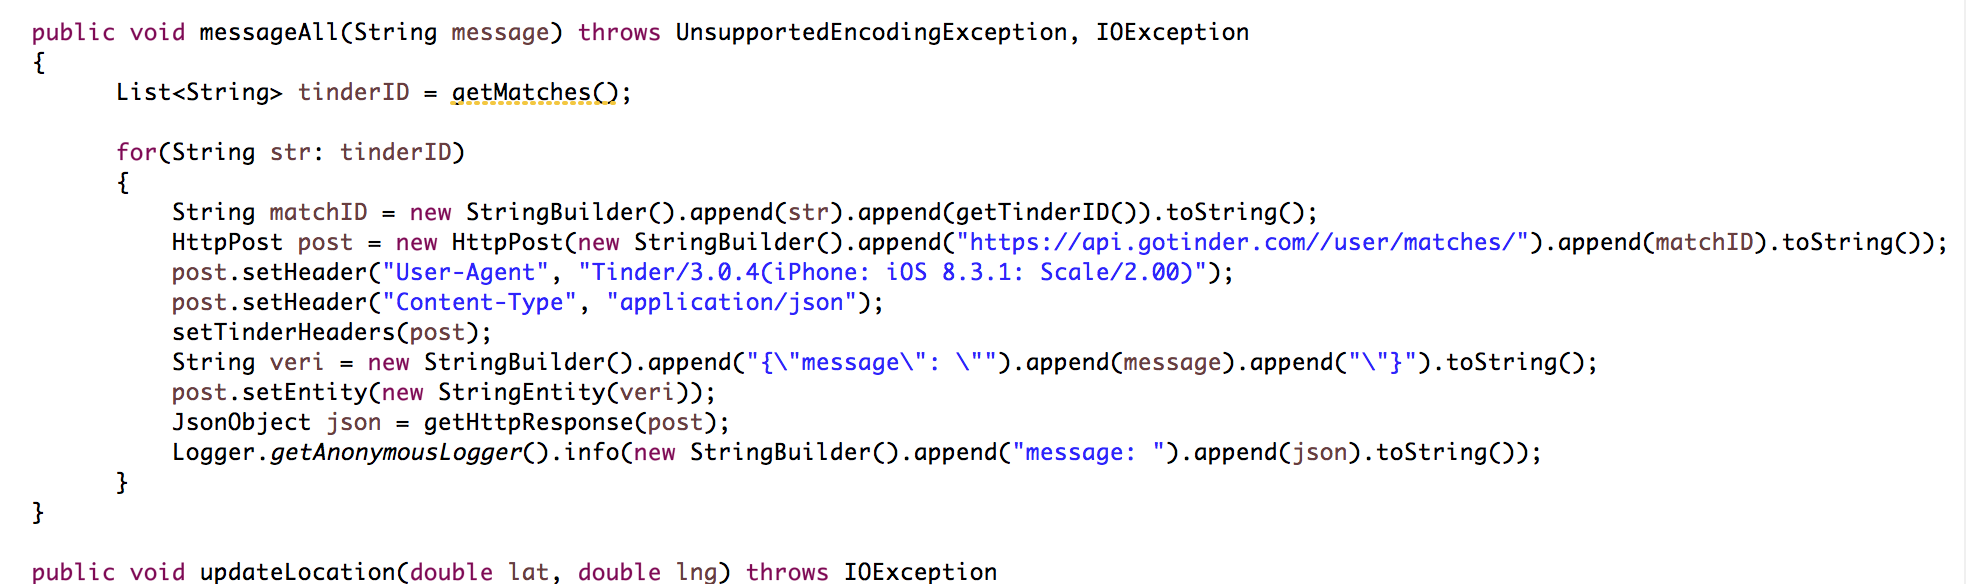 public void messageAll(String message) throws UnsupportedEncodingException, IOException
{
List<String> tinderID = getMatches();
for(String str: tinderID)
{
String matchID = new StringBuilder().append(str).append(getTinderID()).toString();
HttpPost post = new HttpPost(new StringBuilder().append("https://api.gotinder.com//user/matches/").append(matchID).toString());
post.setHeader("User-Agent", "Tinder/3.0.4(iPhone: iOS 8.3.1: Scale/2.00)");
post.setHeader("Content-Type", "application/json");
setTinderHeaders(post);
String veri = new StringBuilder().append("{\"message\": \"").append(message).append("\"}").toString();
post.setEntity(new StringEntity(veri));
JsonObject json = getHttpResponse(post);
Logger.getAnonymousLogger().info(new StringBuilder().append("message: ").append(json).toString());
}
}
public void updateLocation(double lat, double lng) throws IOException